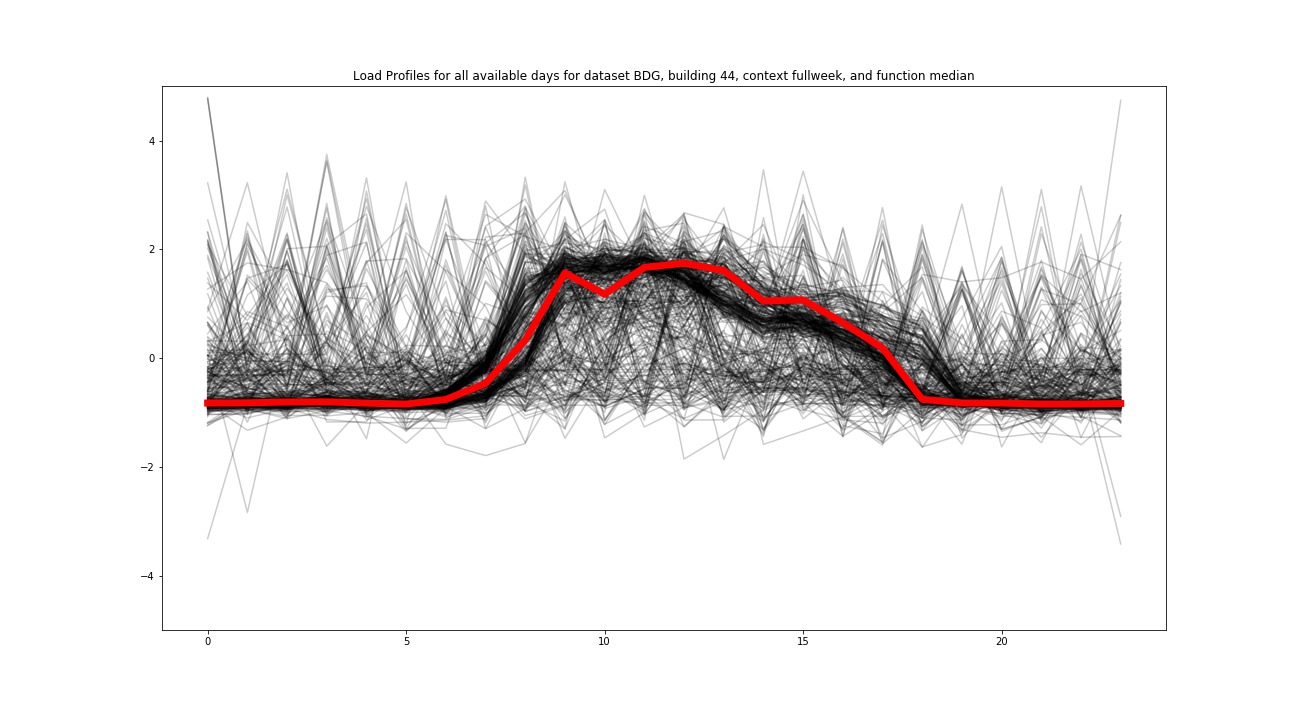 Load Profiles for all available days for dataset BDG, building 44, context fullweek, and function median
4
2
0
−2
−4
0 5 10 15 20